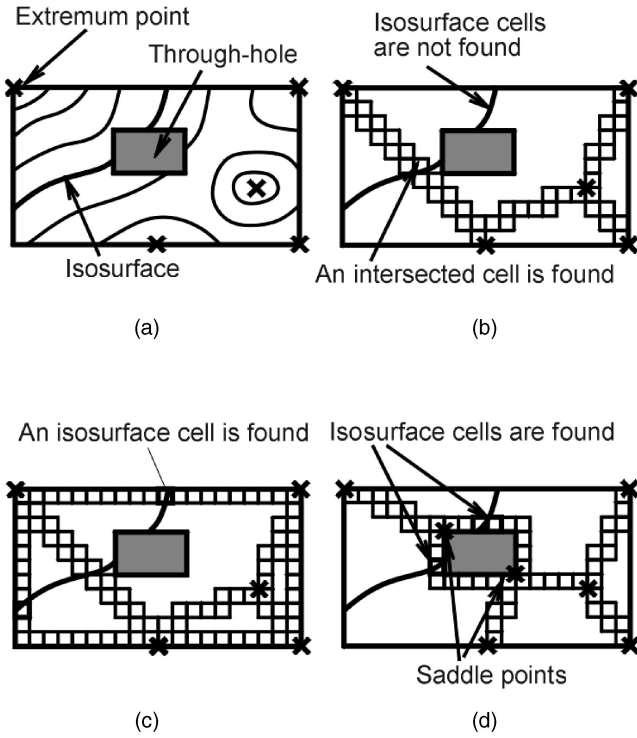 Extremum point
Through-hole
Isosurface
(a)
Isosurface cells
are not found
An intersected cell is found
(b)
An isosurface cell is found
(c)
Isosurface cells are found
Saddle points
(d)